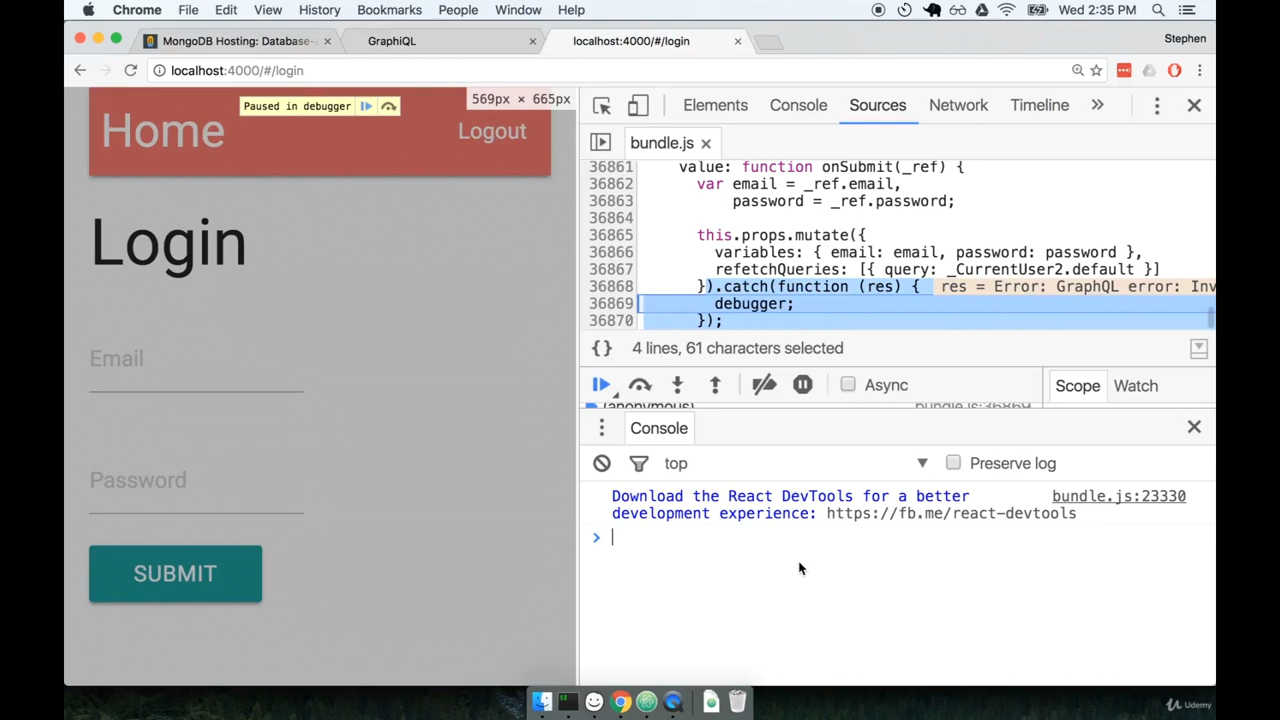 Chrome File Edit View History Bookmarks People Window Help Wed 2:35 PM
MongoDB Hosting: Database-
GraphiQL
localhost:4000/#/login
Stephen
localhost:4000/#/login
Paused in debugger
569px × 665px
Home
Logout
Login
Email
Password
SUBMIT
Elements Console Sources Network Timeline
bundle.js
36861 value: function onSubmit(_ref) {
36862 var email = _ref.email,
36863 password = _ref.password;
36864
36865 this.props.mutate({
36866 variables: { email: email, password: password },
36867 refetchQueries: [{ query: _CurrentUser2.default }]
36868 }).catch(function (res) { res = Error: GraphQL error: Inv
36869 debugger;
36870 });
{} 4 lines, 61 characters selected
Async
Scope Watch
(anonymous) bundle.js:36869
Console
top
Preserve log
Download the React DevTools for a better bundle.js:23330
development experience: https://fb.me/react-devtools
>
Udemy